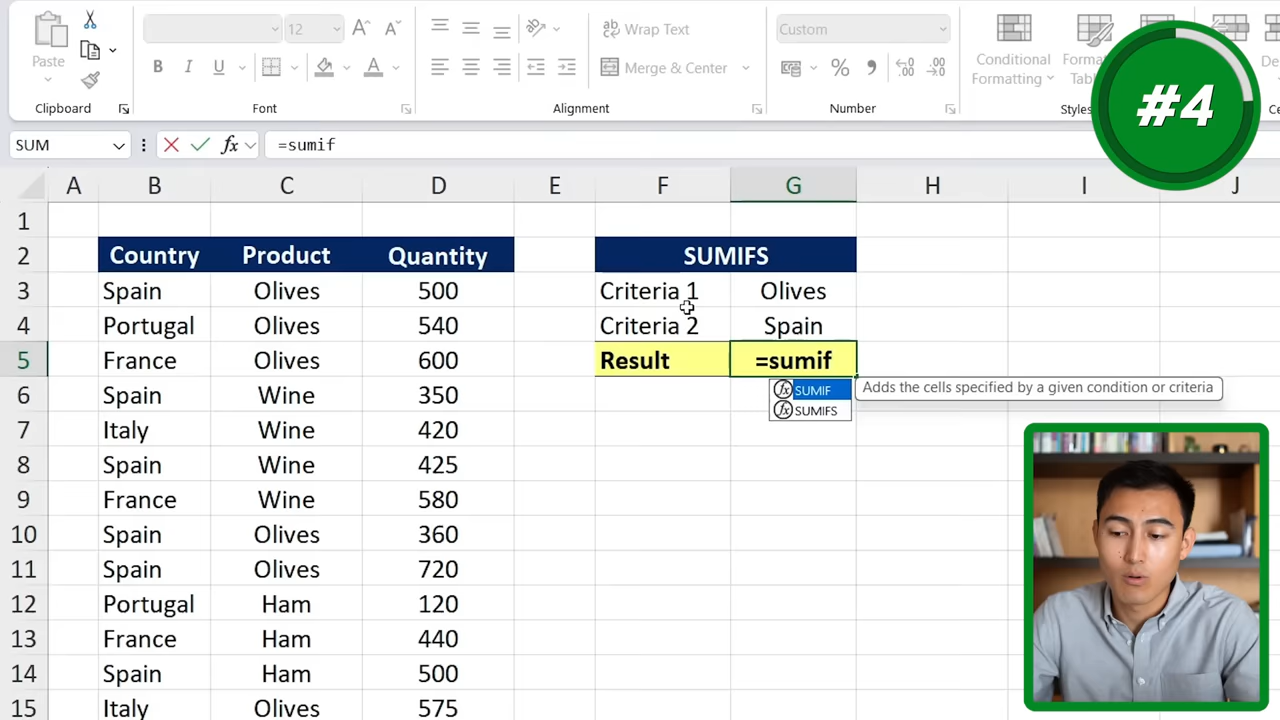 12
Wrap Text
Custom
Paste
B I U
Merge & Center
Conditional
Formatting
Clipboard
Font
Alignment
Number
#4
SUM
fx
=sumif
A B C D E F G H I J
1
2 Country Product Quantity SUMIFS
3 Spain Olives 500 Criteria 1 Olives
4 Portugal Olives 540 Criteria 2 Spain
5 France Olives 600 Result =sumif
SUMIF Adds the cells specified by a given condition or criteria
SUMIFS
6 Spain Wine 350
7 Italy Wine 420
8 Spain Wine 425
9 France Wine 580
10 Spain Olives 360
11 Spain Olives 720
12 Portugal Ham 120
13 France Ham 440
14 Spain Ham 500
15 Italy Olives 575